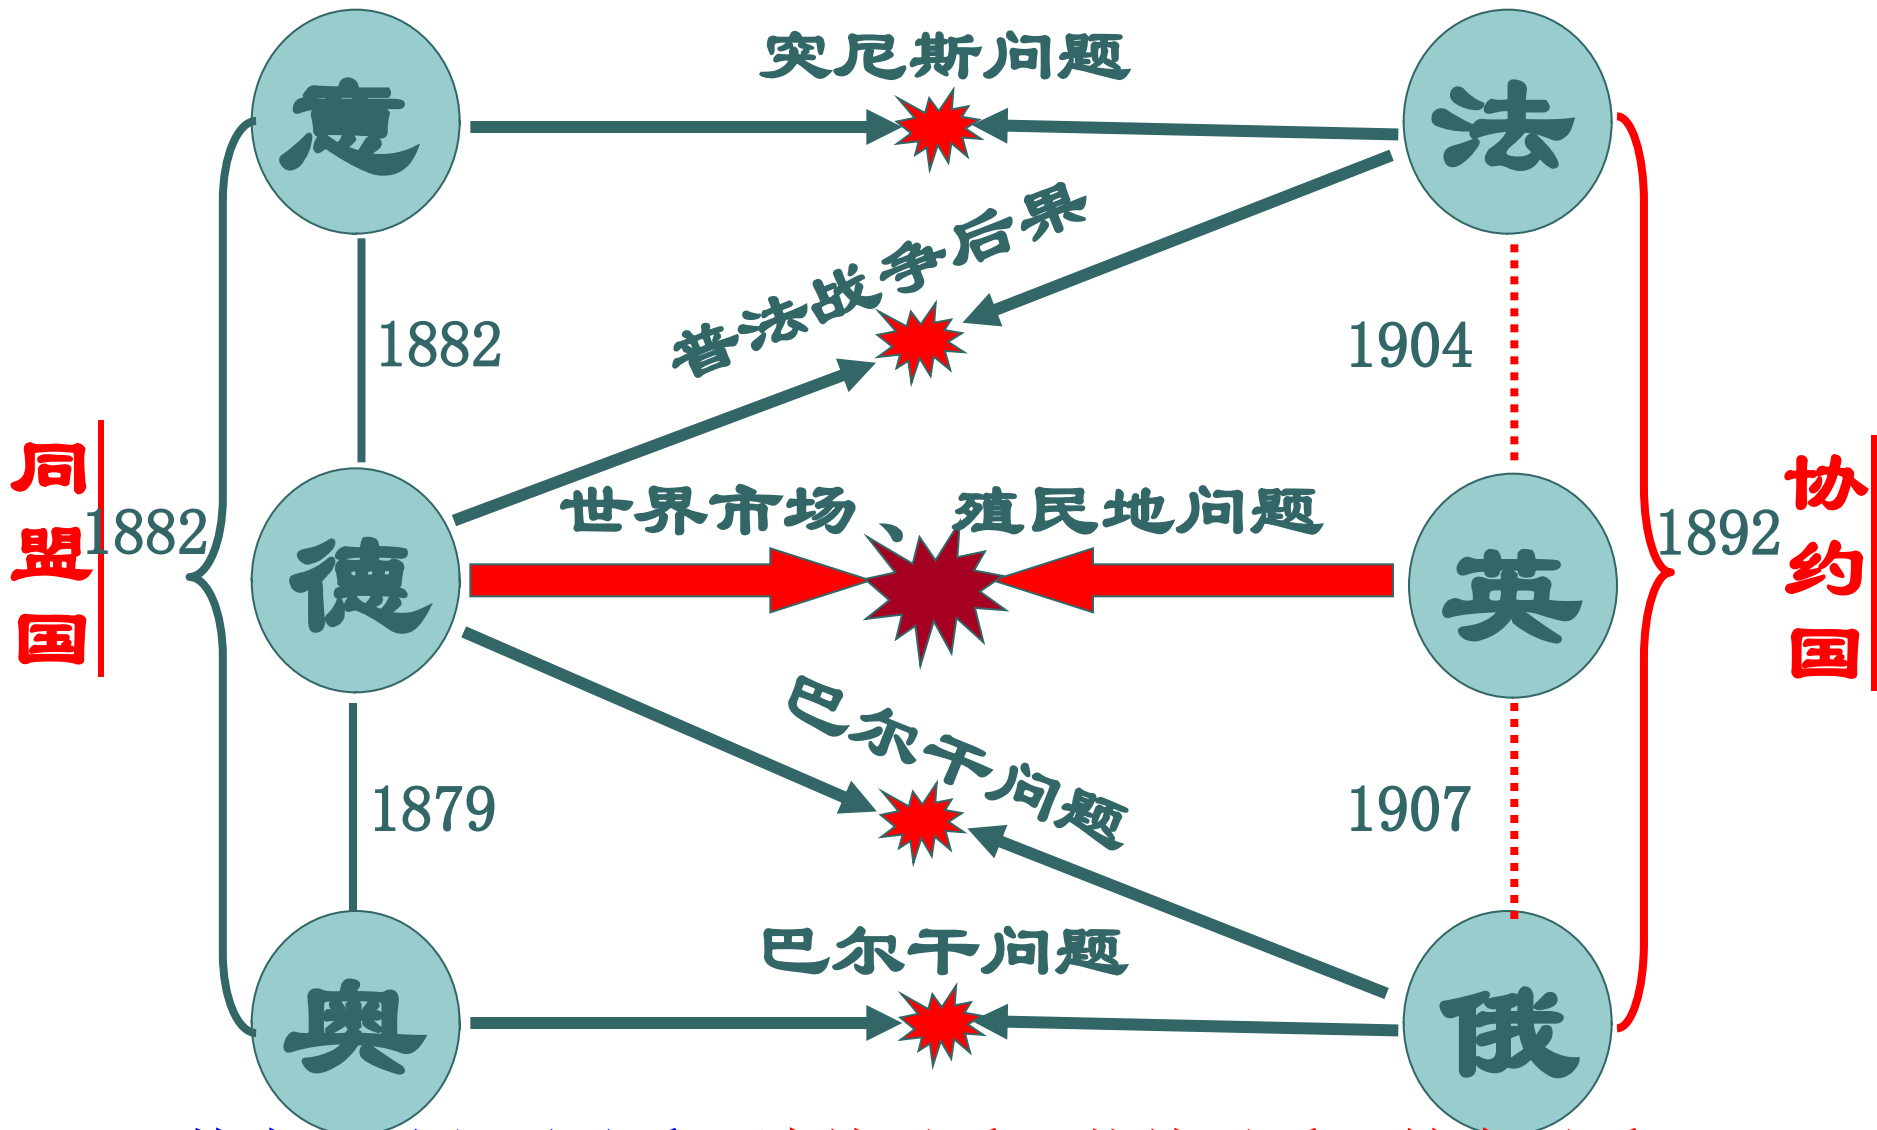 突尼斯问题
意
法
普法战争后果
1882
1904
同盟国
1882
世界市场、殖民地问题
德
英
1892
协约国
巴尔干问题
1879
1907
巴尔干问题
奥
俄